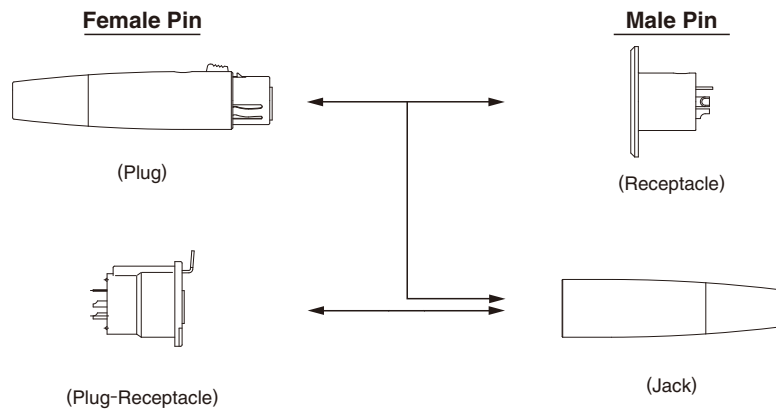 Female Pin
Male Pin
(Plug)
(Receptacle)
(Plug-Receptacle)
(Jack)